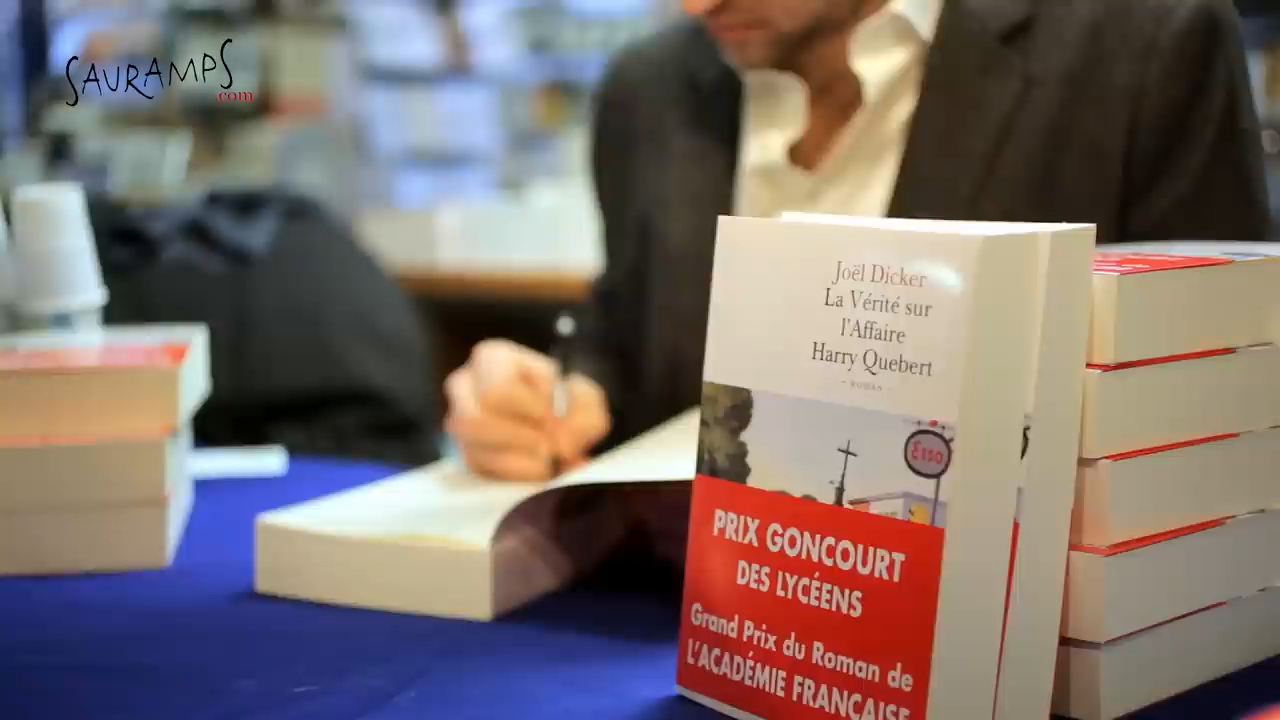 SAURAMPS
.com
Joël Dicker
La Vérité sur
l'Affaire
Harry Quebert
- ROMAN -
Esso
PRIX GONCOURT
DES LYCÉENS
Grand Prix du Roman de
L'ACADÉMIE FRANÇAISE